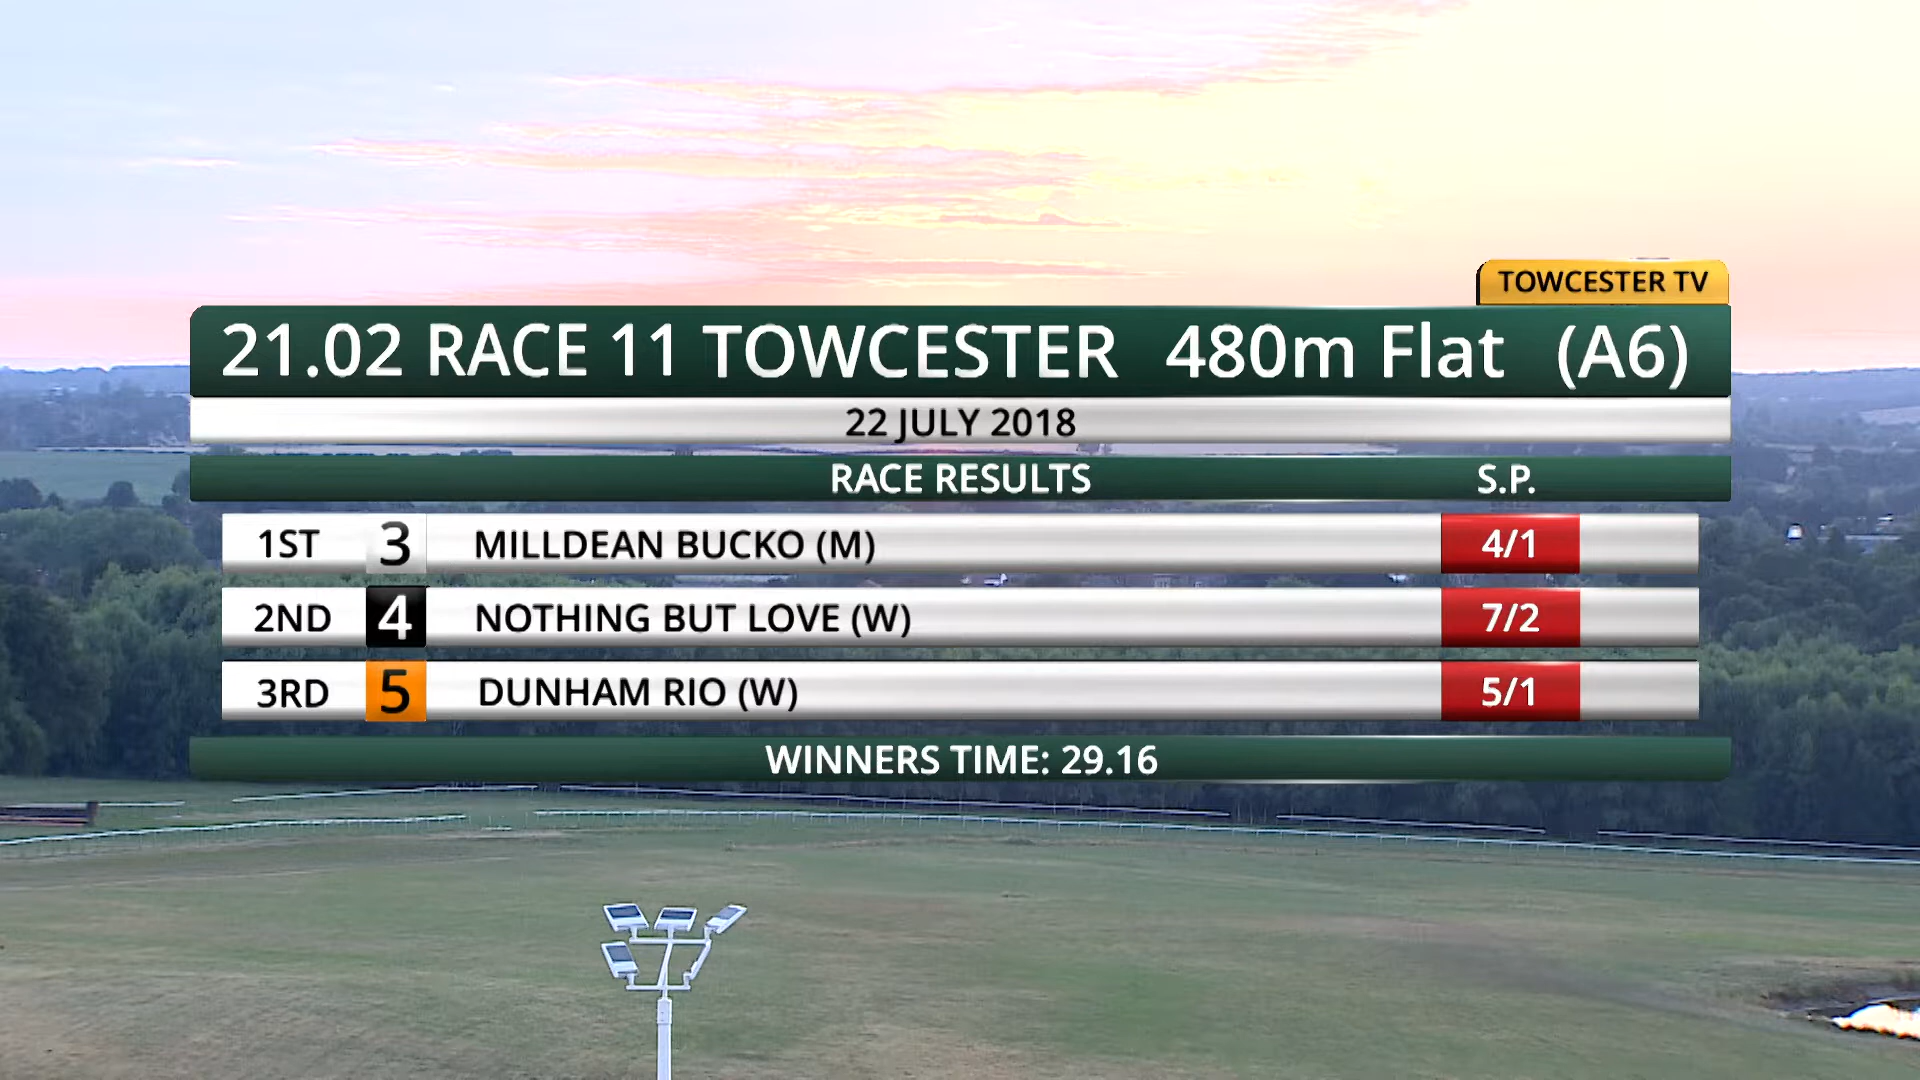 TOWCESTER TV
21.02 RACE 11 TOWCESTER 480m Flat (A6)
22 JULY 2018
RACE RESULTS S.P.
1ST 3 MILLDEAN BUCKO (M) 4/1
2ND 4 NOTHING BUT LOVE (W) 7/2
3RD 5 DUNHAM RIO (W) 5/1
WINNERS TIME: 29.16